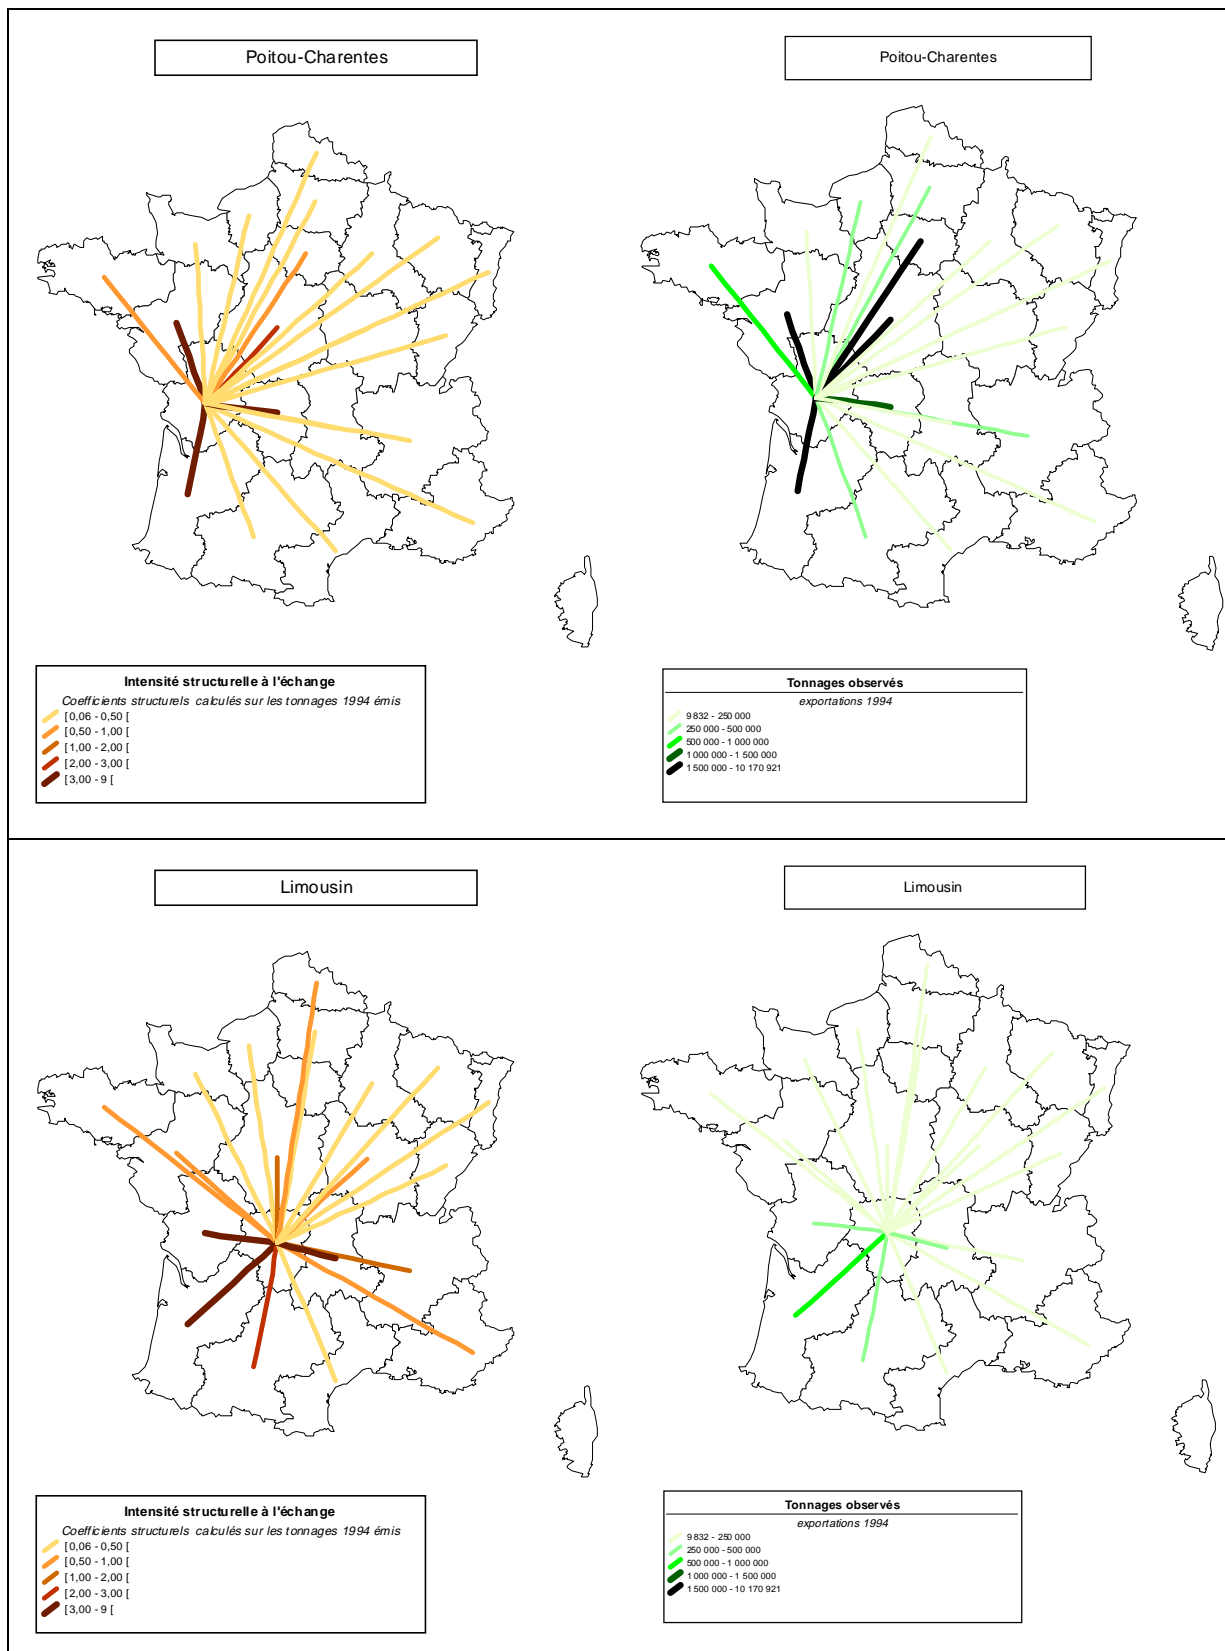 Poitou-Charentes
Poitou-Charentes
Intensité structurelle à l'échange
Coefficients structurels calculés sur les tonnages 1994 émis
[0,06 - 0,50 [
[0,50 - 1,00 [
[1,00 - 2,00 [
[2,00 - 3,00 [
[3,00 - 9 [
Tonnages observés
exportations 1994
9 832 - 250 000
250 000 - 500 000
500 000 - 1 000 000
1 000 000 - 1 500 000
1 500 000 - 10 170 921
Limousin
Limousin
Intensité structurelle à l'échange
Coefficients structurels calculés sur les tonnages 1994 émis
[0,06 - 0,50 [
[0,50 - 1,00 [
[1,00 - 2,00 [
[2,00 - 3,00 [
[3,00 - 9 [
Tonnages observés
exportations 1994
9 832 - 250 000
250 000 - 500 000
500 000 - 1 000 000
1 000 000 - 1 500 000
1 500 000 - 10 170 921